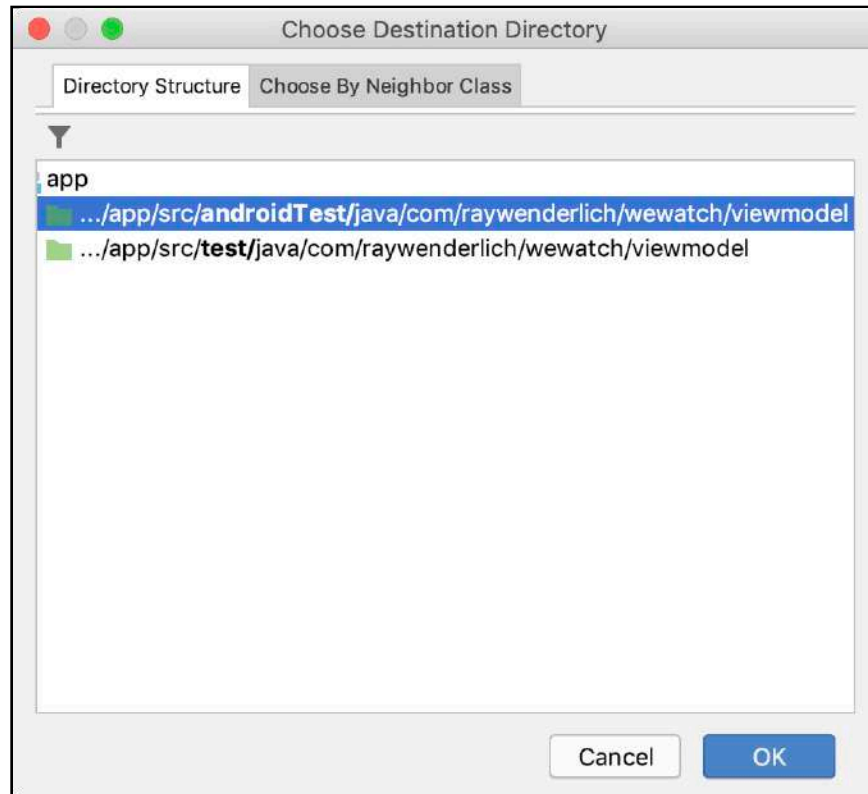 Choose Destination Directory
Directory Structure
Choose By Neighbor Class
app
.../app/src/androidTest/java/com/raywenderlich/wewatch/viewmodel
.../app/src/test/java/com/raywenderlich/wewatch/viewmodel
Cancel
OK